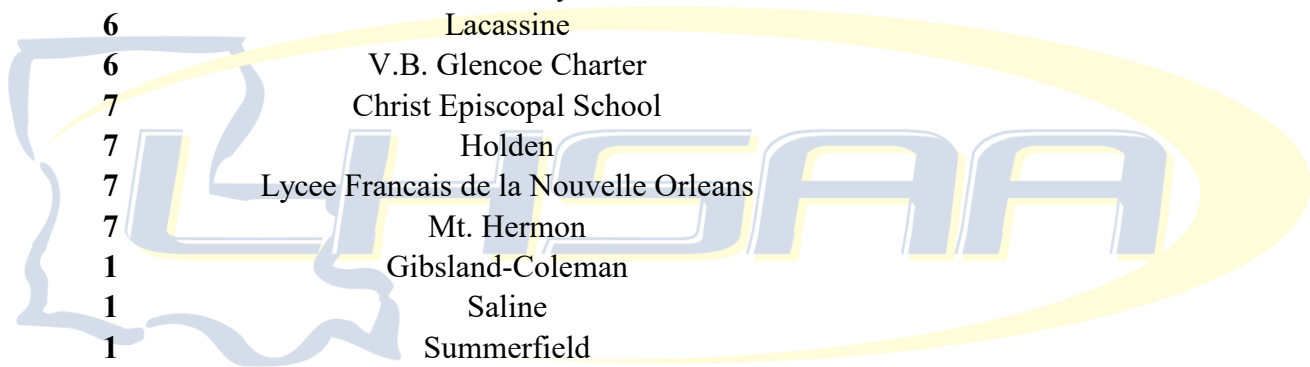 6 Lacassine
6 V.B. Glencoe Charter
7 Christ Episcopal School
7 Holden
7 Lycee Francais de la Nouvelle Orleans
7 Mt. Hermon
LHSAA
1 Gibsland-Coleman
1 Saline
1 Summerfield